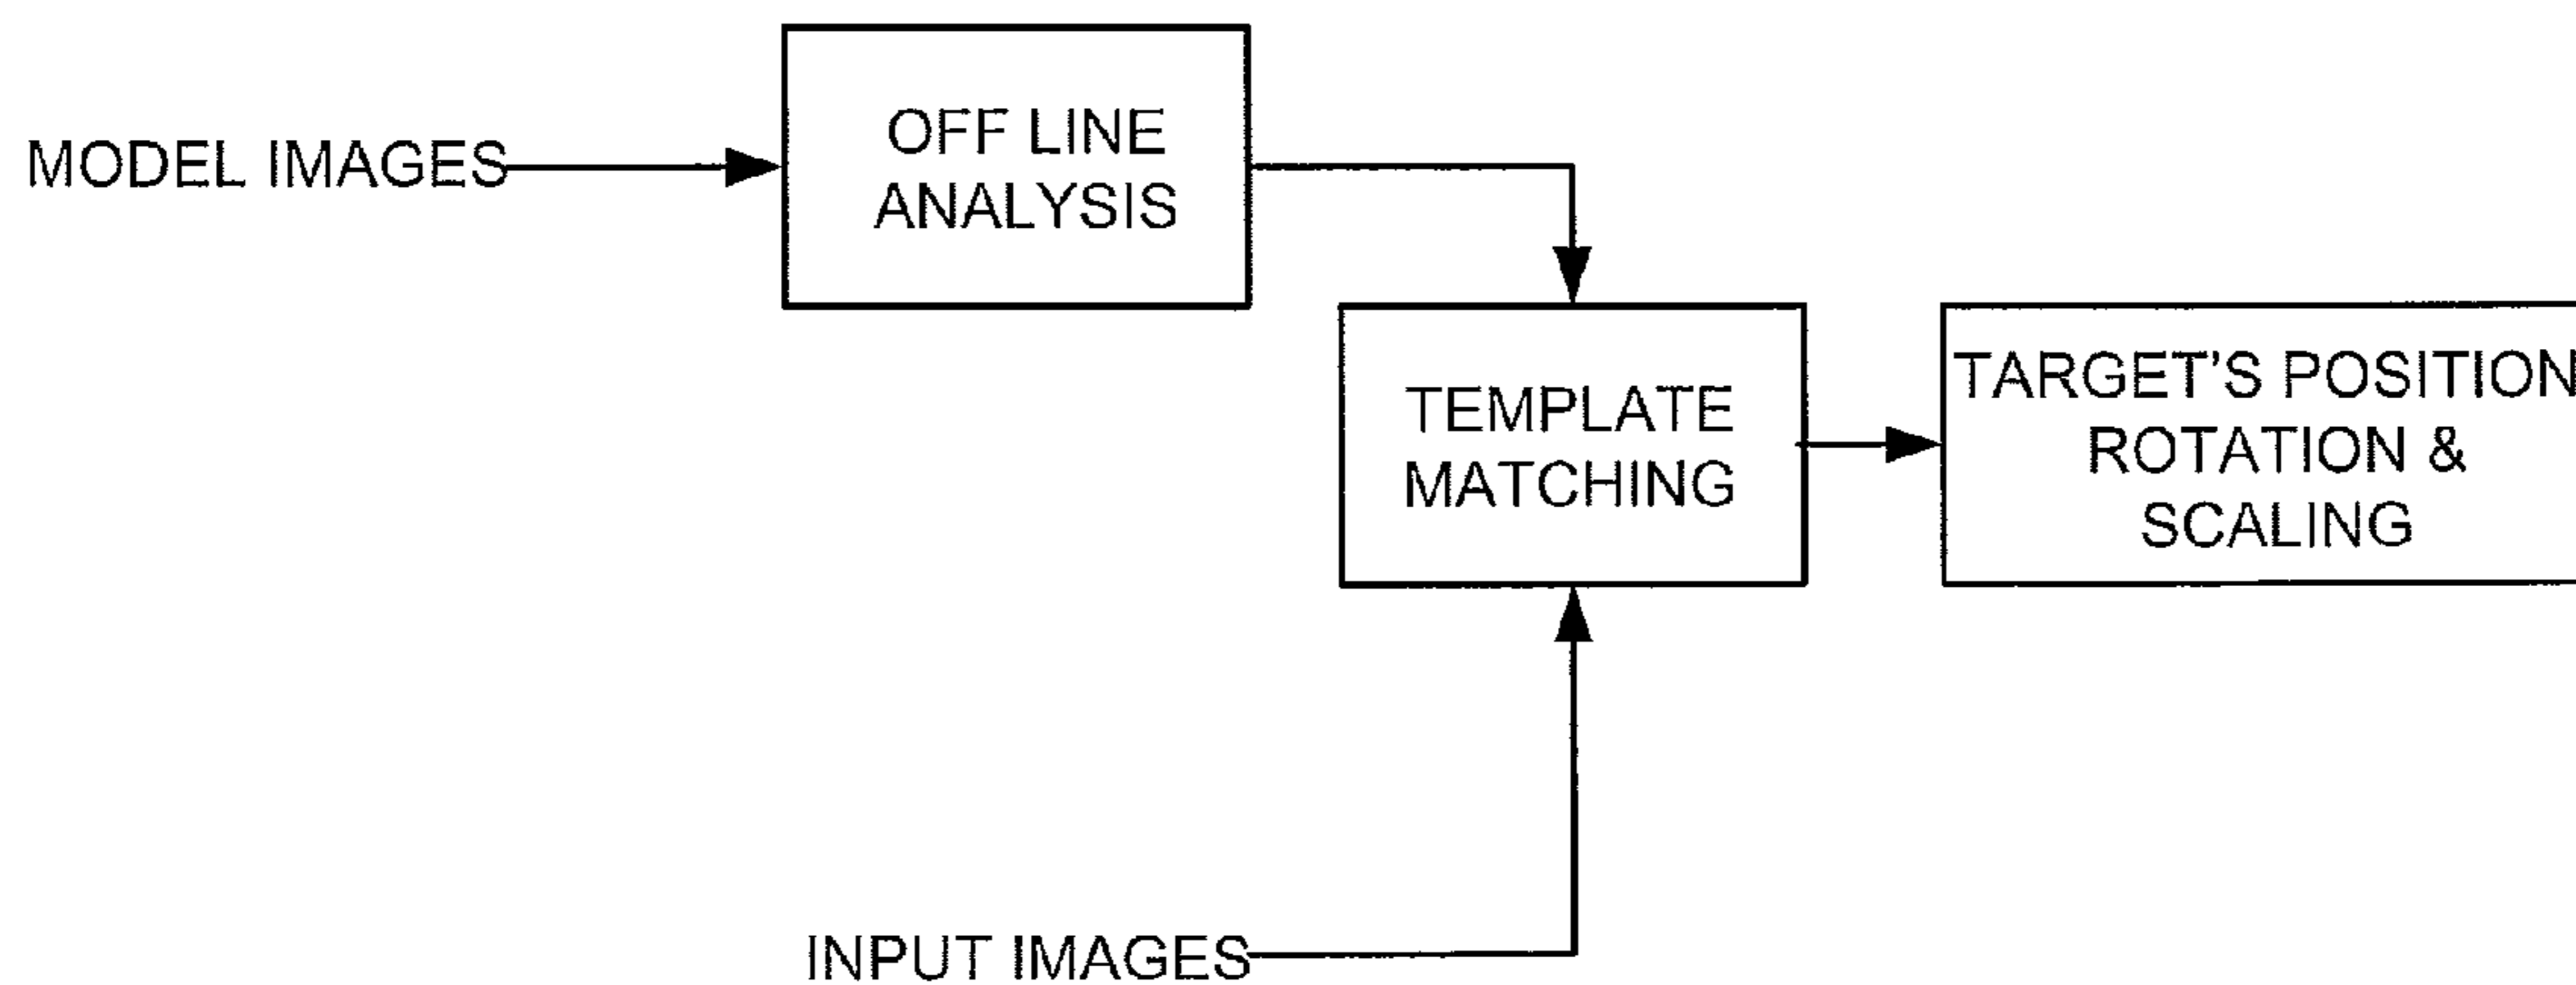 OFF LINE
ANALYSIS
MODEL IMAGES
TEMPLATE
MATCHING
TARGET'S POSITION
ROTATION &
SCALING
INPUT IMAGES